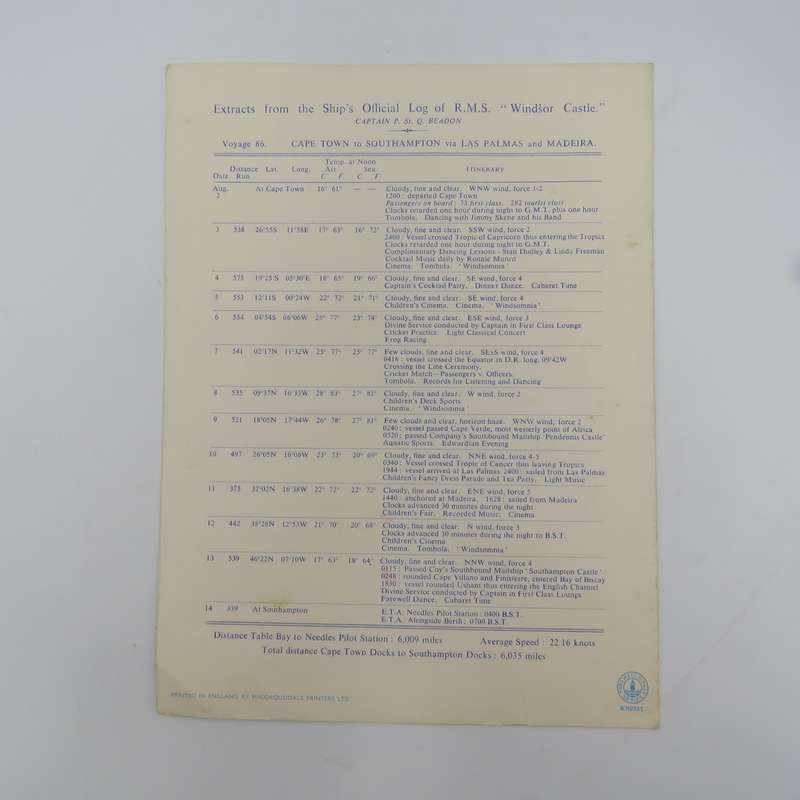 Extracts from the Ship's Official Log of R.M.S. "Windsor Castle."
CAPTAIN P. St. Q. BEADON
Voyage 86. CAPE TOWN to SOUTHAMPTON via LAS PALMAS and MADEIRA.
Temp. at Noon
Distance Lat. Long. Air Sea ITINERARY
Date Run C F C F
Aug. At Cape Town 16° 61° — — Cloudy, fine and clear. WNW wind, force 1-2
2 1200: departed Cape Town
Passengers on board: 73 first class. 282 tourist class
Clocks retarded one hour during night to G.M.T. plus one hour
Tombola. Dancing with Jimmy Skene and his Band
3 538 26°55S 11°58E 17° 63° 16° 72° Cloudy, fine and clear. SSW wind, force 2
2400: Vessel crossed Tropic of Capricorn thus entering the Tropics
Clocks retarded one hour during night to G.M.T.
Complimentary Dancing Lessons - Stan Dudley & Linda Freeman
Cocktail Music daily by Ronnie Munro
Cinema. Tombola. 'Windsomnia'
4 575 19°25S 05°30'E 18° 65° 19° 66° Cloudy, fine and clear. SE wind, force 4
Captain's Cocktail Party. Dinner Dance. Cabaret Time
5 553 12°11S 00°24W 22° 72° 21° 71° Cloudy, fine and clear. SE wind, force 4
Children's Cinema. Cinema. 'Windsomnia'
6 554 04°54S 06°06W 25° 77° 23° 74° Cloudy, fine and clear. ESE wind, force 3
Divine Service conducted by Captain in First Class Lounge
Cricket Practice. Light Classical Concert
Frog Racing
7 541 02°17N 11°32W 25° 77° 25° 77° Few clouds, fine and clear. SExS wind, force 4
0416: vessel crossed the Equator in D.R. long, 09°42W
Crossing the Line Ceremony.
Cricket Match—Passengers v. Officers.
Tombola. Records for Listening and Dancing
8 535 09°37N 16°35W 28° 83° 27° 81° Cloudy, fine and clear. W wind, force 2
Children's Deck Sports
Cinema. 'Windsomnia'
9 521 18°05N 17°44W 26° 78° 27° 81° Few clouds and clear, horizon haze. WNW wind, force 2
0240: vessel passed Cape Verde, most westerly point of Africa
0520: passed Company's Southbound Mailship 'Pendennis Castle'
Aquatic Sports. Edwardian Evening
10 497 26°05N 16°08W 23° 73° 20° 69° Cloudy, fine and clear. NNE wind, force 4-5
0340: Vessel crossed Tropic of Cancer thus leaving Tropics
1944: vessel arrived at Las Palmas 2400: sailed from Las Palmas
Children's Fancy Dress Parade and Tea Party. Light Music
11 375 32°02N 16°38W 22° 72° 22° 72° Cloudy, fine and clear. ENE wind, force 5
1440: anchored at Madeira. 1628: sailed from Madeira
Clocks advanced 30 minutes during the night
Children's Fair. Recorded Music. Cinema
12 442 38°28N 12°53W 21° 70° 20° 68° Cloudy, fine and clear. N wind, force 3
Clocks advanced 30 minutes during the night to B.S.T.
Children's Cinema
Cinema. Tombola. 'Windsomnia'
13 539 46°22N 07°10W 17° 63° 18° 64° Cloudy, fine and clear. NNW wind, force 4
0115: Passed Coy's Southbound Mailship 'Southampton Castle'
0248: rounded Cape Villano and Finisterre, entered Bay of Biscay
1830: vessel rounded Ushant thus entering the English Channel
Divine Service conducted by Captain in First Class Lounge
Farewell Dance. Cabaret Time
14 339 At Southampton E.T.A. Needles Pilot Station: 0400 B.S.T.
E.T.A. Alongside Berth: 0700 B.S.T.
Distance Table Bay to Needles Pilot Station: 6,009 miles Average Speed: 22·16 knots
Total distance Cape Town Docks to Southampton Docks: 6,035 miles
PRINTED IN ENGLAND BY
PRINTERS LTD